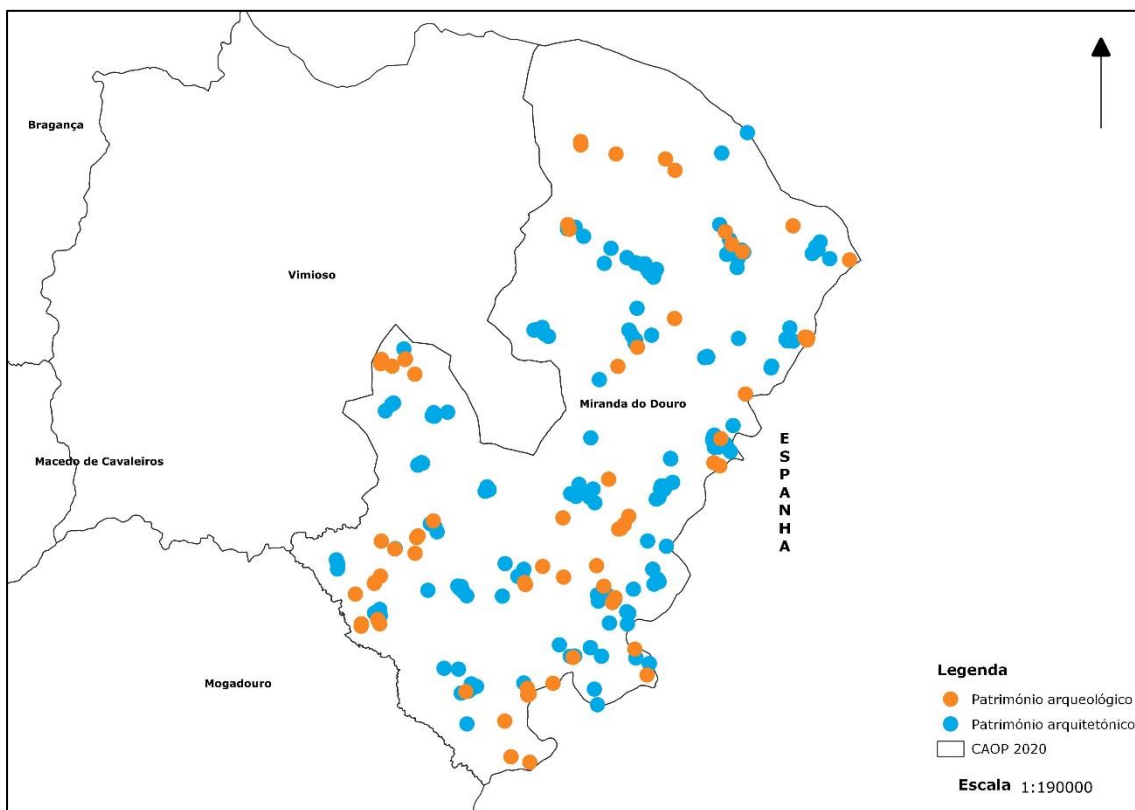 Bragança
Vimioso
Miranda do Douro
Macedo de Cavaleiros
ESPANHA
Mogadouro
Legenda
Património arqueológico
Património arquitetónico
CAOP 2020
Escala 1:190000